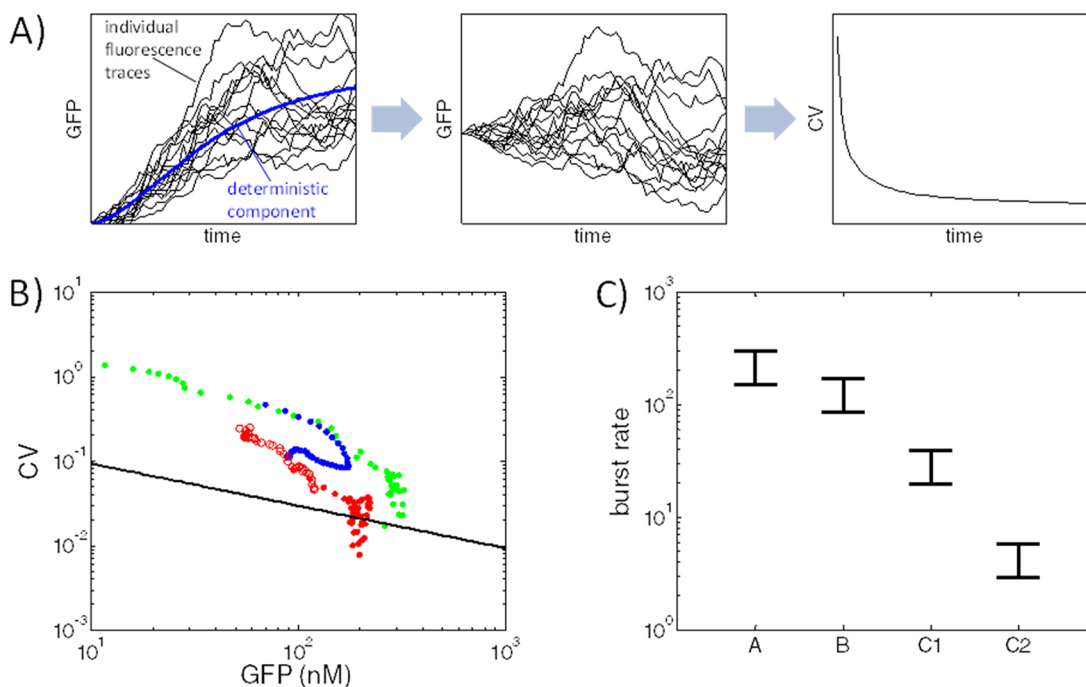 A)
individual
fluorescence
traces
GFP
deterministic
component
time
GFP
time
CV
time
B)
CV
10^1
10^0
10^-1
10^-2
10^-3
10^1
10^2
10^3
GFP (nM)
C)
burst rate
10^3
10^2
10^1
10^0
A B C1 C2